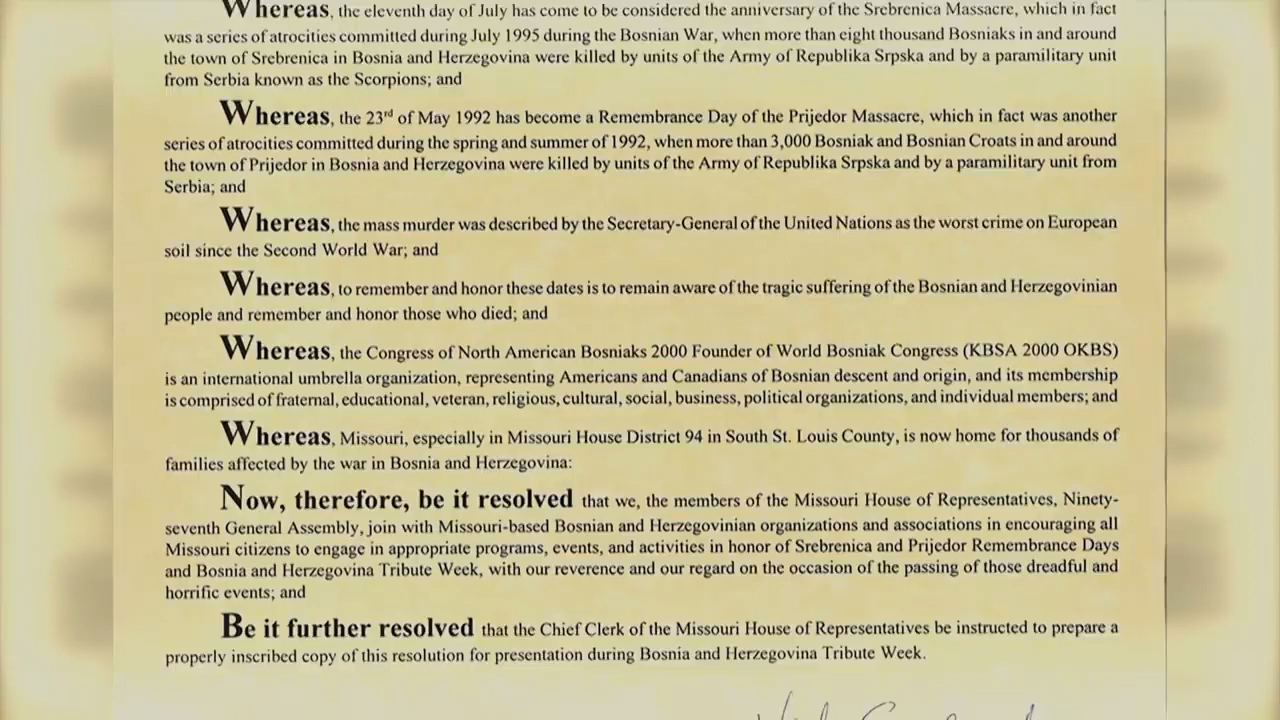 Whereas, the eleventh day of July has come to be considered the anniversary of the Srebrenica Massacre, which in fact
was a series of atrocities committed during July 1995 during the Bosnian War, when more than eight thousand Bosniaks in and around
the town of Srebrenica in Bosnia and Herzegovina were killed by units of the Army of Republika Srpska and by a paramilitary unit
from Serbia known as the Scorpions; and
Whereas, the 23rd of May 1992 has become a Remembrance Day of the Prijedor Massacre, which in fact was another
series of atrocities committed during the spring and summer of 1992, when more than 3,000 Bosniak and Bosnian Croats in and around
the town of Prijedor in Bosnia and Herzegovina were killed by units of the Army of Republika Srpska and by a paramilitary unit from
Serbia; and
Whereas, the mass murder was described by the Secretary-General of the United Nations as the worst crime on European
soil since the Second World War; and
Whereas, to remember and honor these dates is to remain aware of the tragic suffering of the Bosnian and Herzegovinian
people and remember and honor those who died; and
Whereas, the Congress of North American Bosniaks 2000 Founder of World Bosniak Congress (KBSA 2000 OKBS)
is an international umbrella organization, representing Americans and Canadians of Bosnian descent and origin, and its membership
is comprised of fraternal, educational, veteran, religious, cultural, social, business, political organizations, and individual members; and
Whereas, Missouri, especially in Missouri House District 94 in South St. Louis County, is now home for thousands of
families affected by the war in Bosnia and Herzegovina:
Now, therefore, be it resolved that we, the members of the Missouri House of Representatives, Ninety-
seventh General Assembly, join with Missouri-based Bosnian and Herzegovinian organizations and associations in encouraging all
Missouri citizens to engage in appropriate programs, events, and activities in honor of Srebrenica and Prijedor Remembrance Days
and Bosnia and Herzegovina Tribute Week, with our reverence and our regard on the occasion of the passing of those dreadful and
horrific events; and
Be it further resolved that the Chief Clerk of the Missouri House of Representatives be instructed to prepare a
properly inscribed copy of this resolution for presentation during Bosnia and Herzegovina Tribute Week.